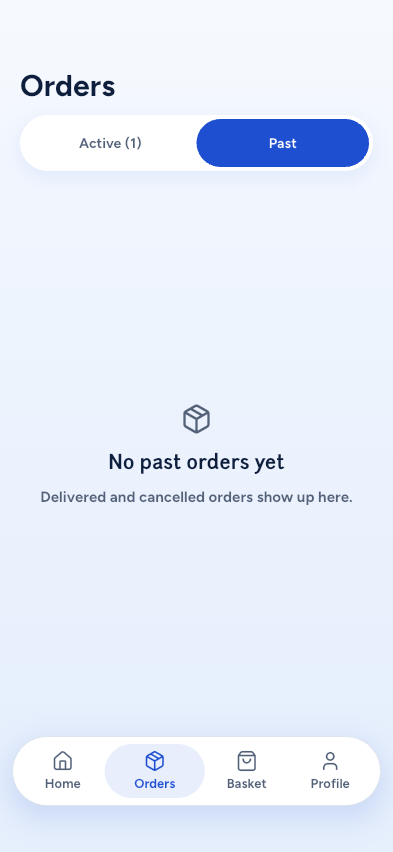 Orders
Active (1)
Past
No past orders yet
Delivered and cancelled orders show up here.
Home
Orders
Basket
Profile